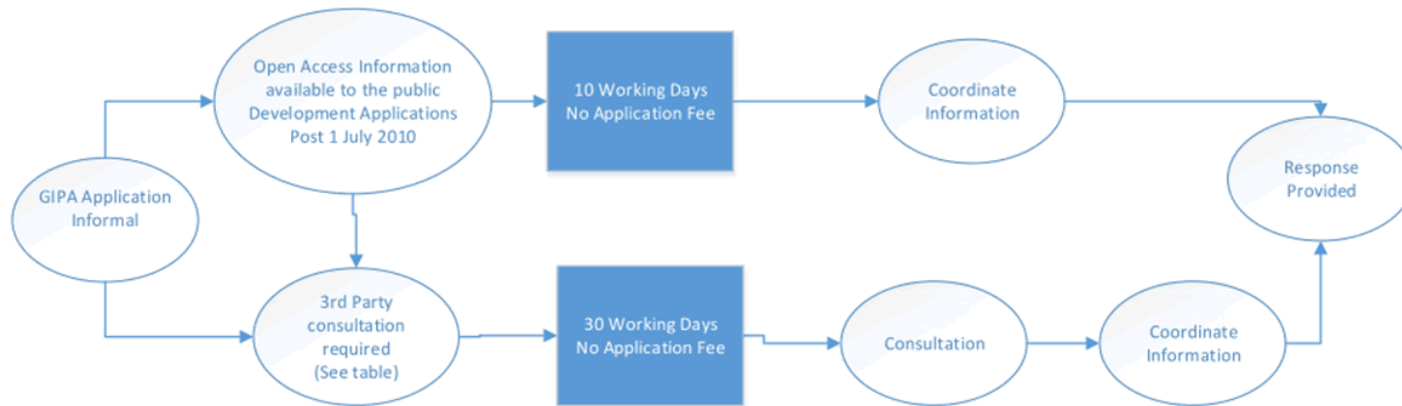 GIPA Application
Informal
Open Access Information
available to the public
Development Applications
Post 1 July 2010
10 Working Days
No Application Fee
Coordinate
Information
Response
Provided
3rd Party
consultation
required
(See table)
30 Working Days
No Application Fee
Consultation
Coordinate
Information